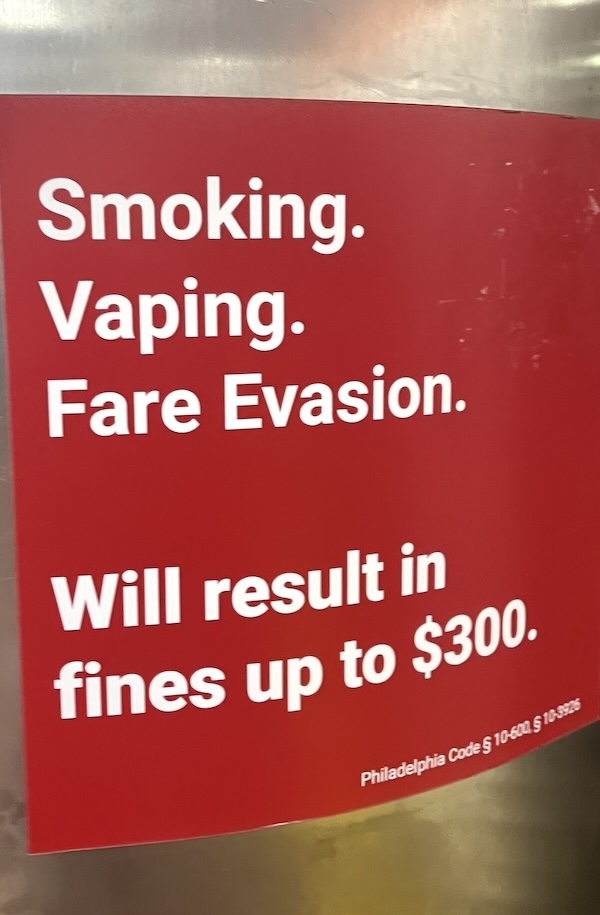 Smoking.
Vaping.
Fare Evasion.
Will result in
fines up to $300.
Philadelphia Code § 10-600, § 10-3926